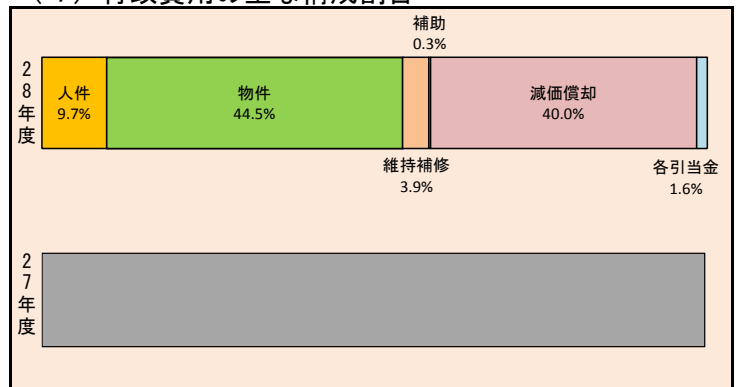 補助
0.3%
28年度
人件
9.7%
物件
44.5%
減価償却
40.0%
維持補修
3.9%
各引当金
1.6%
27年度